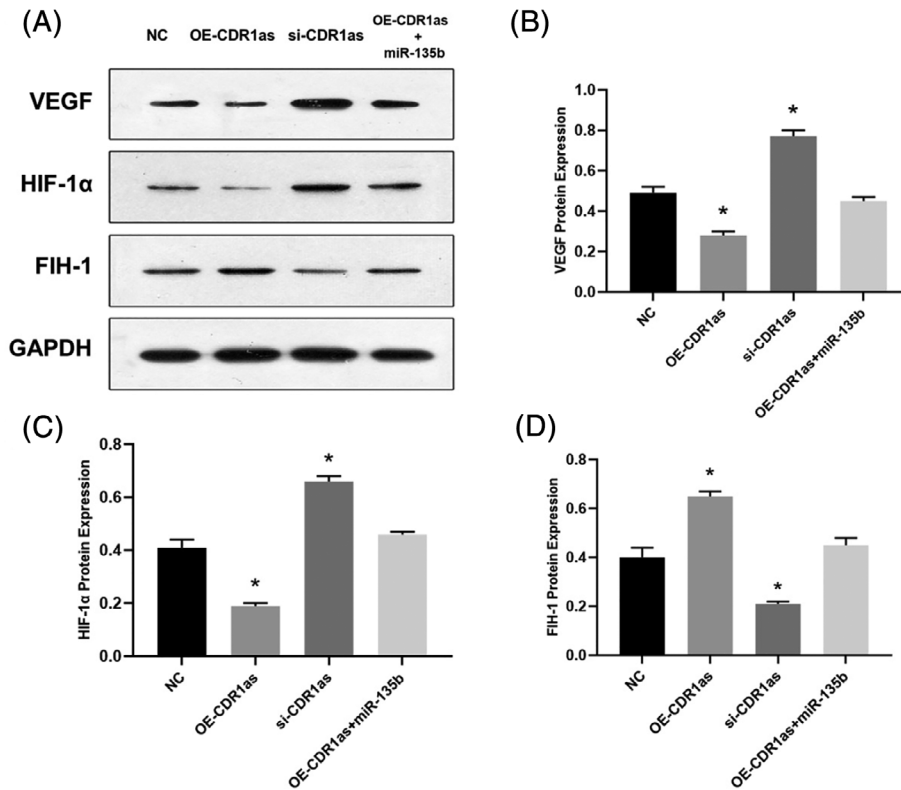 (A)
NC OE-CDR1as si-CDR1as OE-CDR1as
+
miR-135b
VEGF
HIF-1α
FIH-1
GAPDH
(B)
VEGF Protein Expression
1.0
0.8
0.6
0.4
0.2
0.0
*
*
NC
OE-CDR1as
si-CDR1as
OE-CDR1as+miR-135b
(C)
HIF-1α Protein Expression
0.8
0.6
0.4
0.2
0.0
*
*
NC
OE-CDR1as
si-CDR1as
OE-CDR1as+miR-135b
(D)
FIH-1 Protein Expression
0.8
0.6
0.4
0.2
0.0
*
*
NC
OE-CDR1as
si-CDR1as
OE-CDR1as+miR-135b